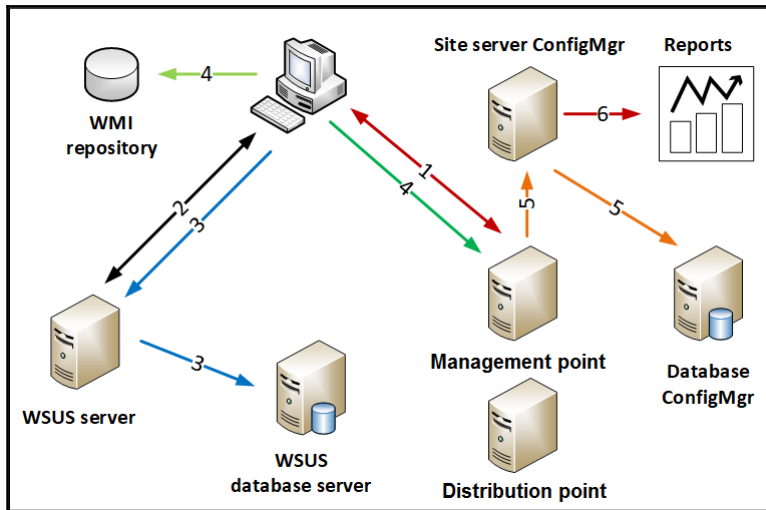 Site server ConfigMgr
Reports
4
6
WMI
repository
1
2
4
3
5
5
3
Management point
Database
ConfigMgr
WSUS server
WSUS
database server
Distribution point